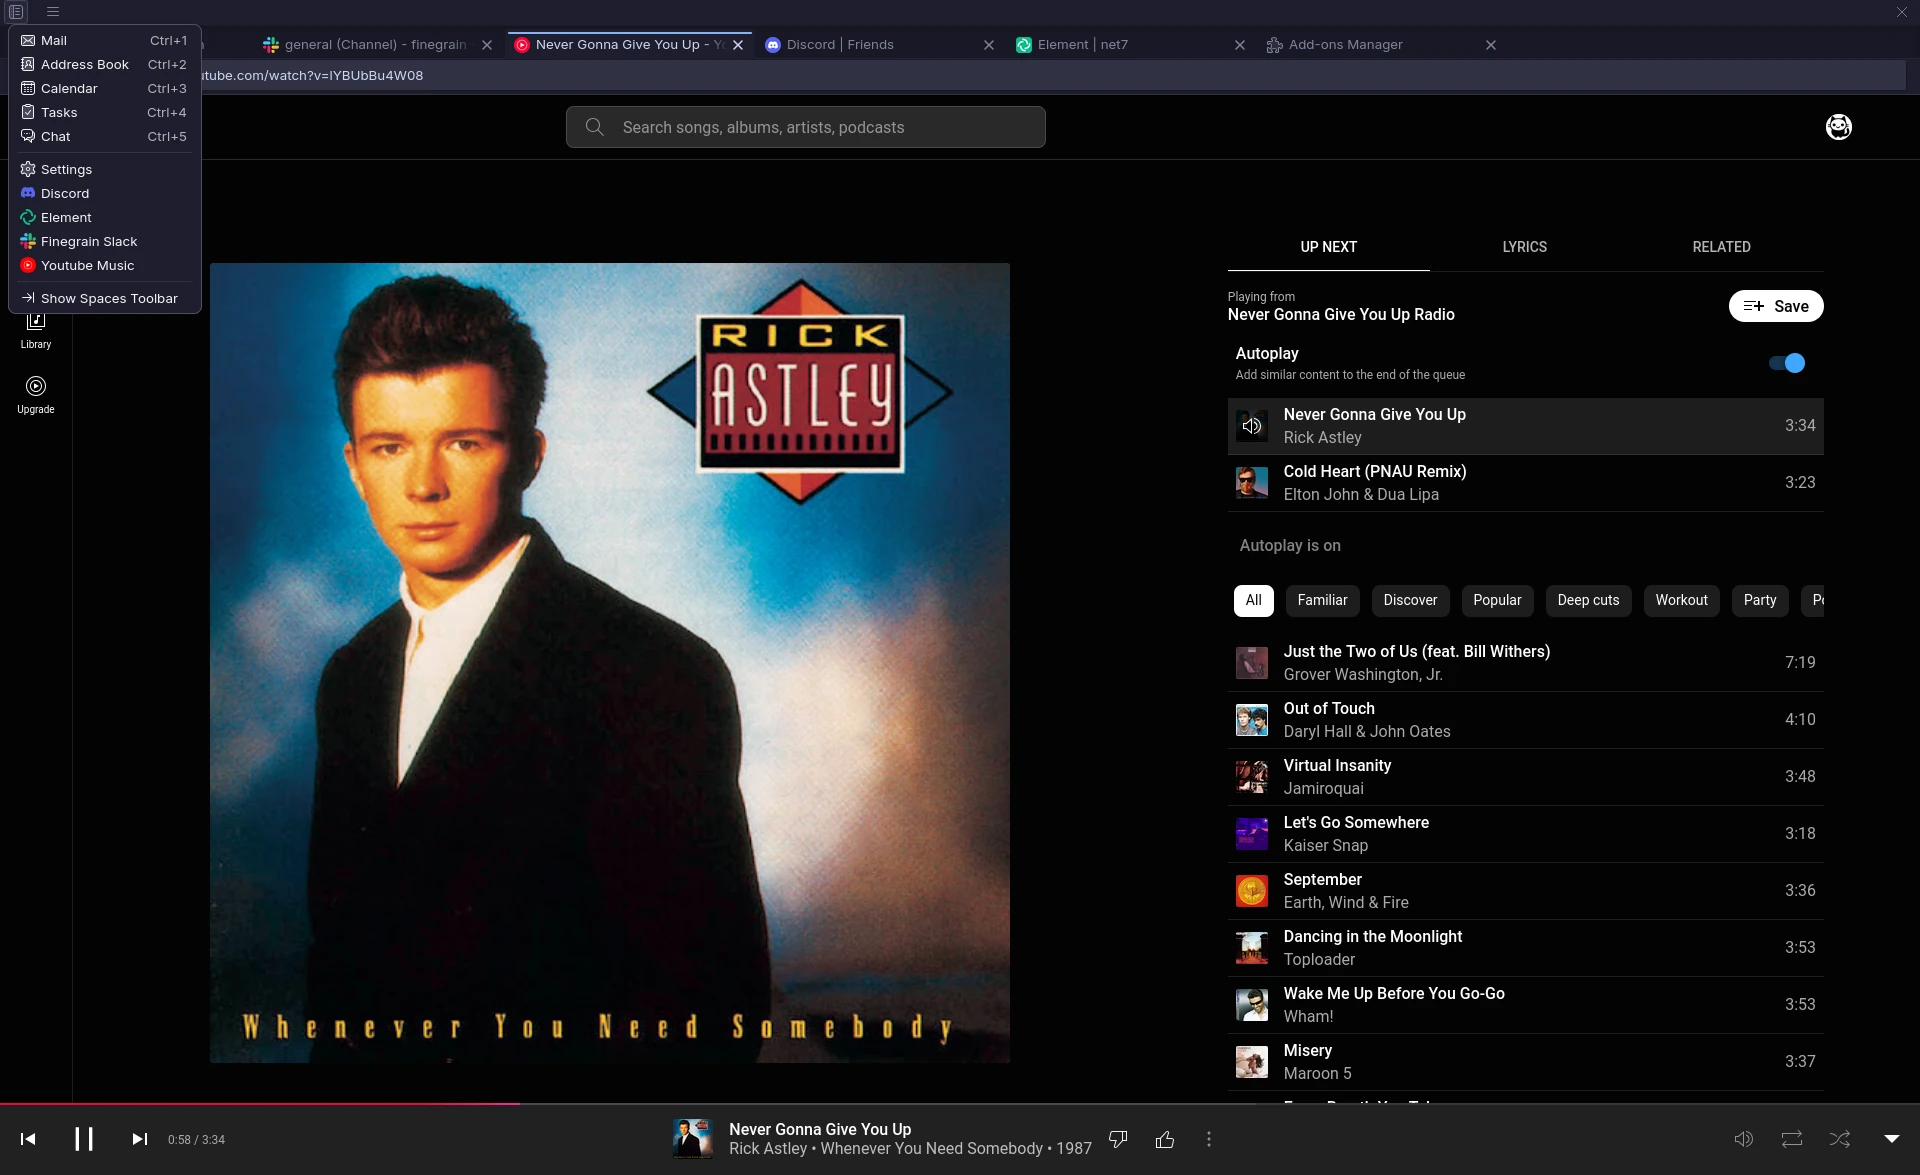 Mail Ctrl+1
Address Book Ctrl+2
Calendar Ctrl+3
Tasks Ctrl+4
Chat Ctrl+5
Settings
Discord
Element
Finegrain Slack
Youtube Music
Show Spaces Toolbar
general (Channel) - finegrain
Never Gonna Give You Up - Yo
Discord | Friends
Element | net7
Add-ons Manager
utube.com/watch?v=lYBUbBu4W08
Search songs, albums, artists, podcasts
Library
Upgrade
RICK
ASTLEY
Whenever You Need Somebody
UP NEXT
LYRICS
RELATED
Playing from
Never Gonna Give You Up Radio
Save
Autoplay
Add similar content to the end of the queue
Never Gonna Give You Up
Rick Astley
3:34
Cold Heart (PNAU Remix)
Elton John & Dua Lipa
3:23
Autoplay is on
All
Familiar
Discover
Popular
Deep cuts
Workout
Party
Just the Two of Us (feat. Bill Withers)
Grover Washington, Jr.
7:19
Out of Touch
Daryl Hall & John Oates
4:10
Virtual Insanity
Jamiroquai
3:48
Let's Go Somewhere
Kaiser Snap
3:18
September
Earth, Wind & Fire
3:36
Dancing in the Moonlight
Toploader
3:53
Wake Me Up Before You Go-Go
Wham!
3:53
Misery
Maroon 5
3:37
0:58 / 3:34
Never Gonna Give You Up
Rick Astley • Whenever You Need Somebody • 1987